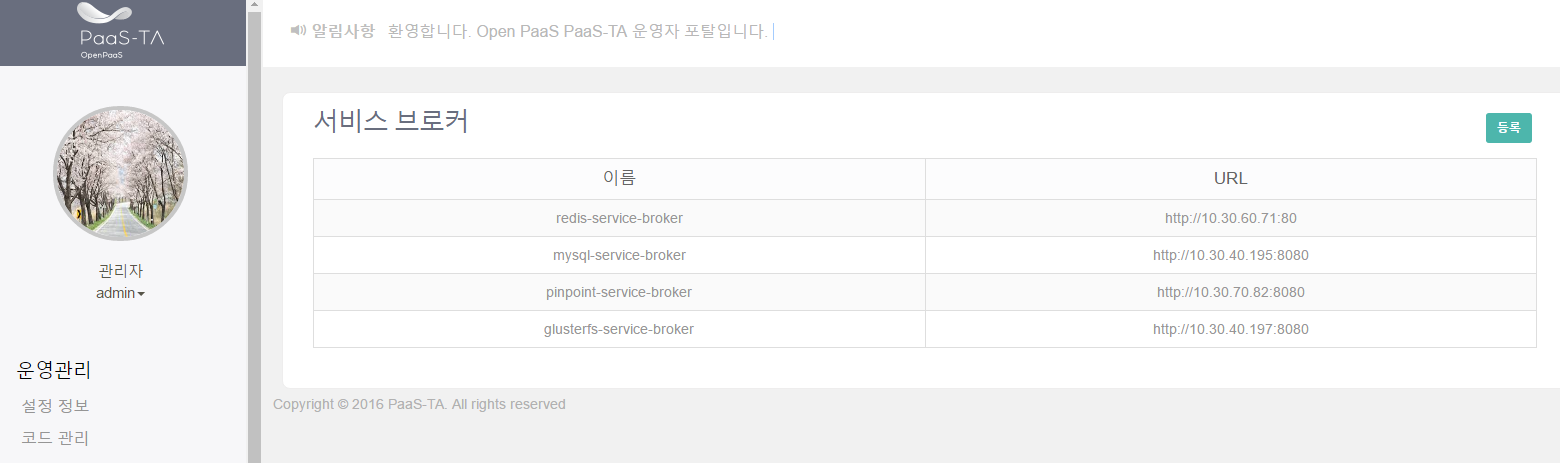 PaaS-TA
OpenPaaS
관리자
admin
운영관리
설정 정보
코드 관리
알림사항 환영합니다. Open PaaS PaaS-TA 운영자 포탈입니다.
서비스 브로커
등록
이름 URL
redis-service-broker http://10.30.60.71:80
mysql-service-broker http://10.30.40.195:8080
pinpoint-service-broker http://10.30.70.82:8080
glusterfs-service-broker http://10.30.40.197:8080
Copyright © 2016 PaaS-TA. All rights reserved